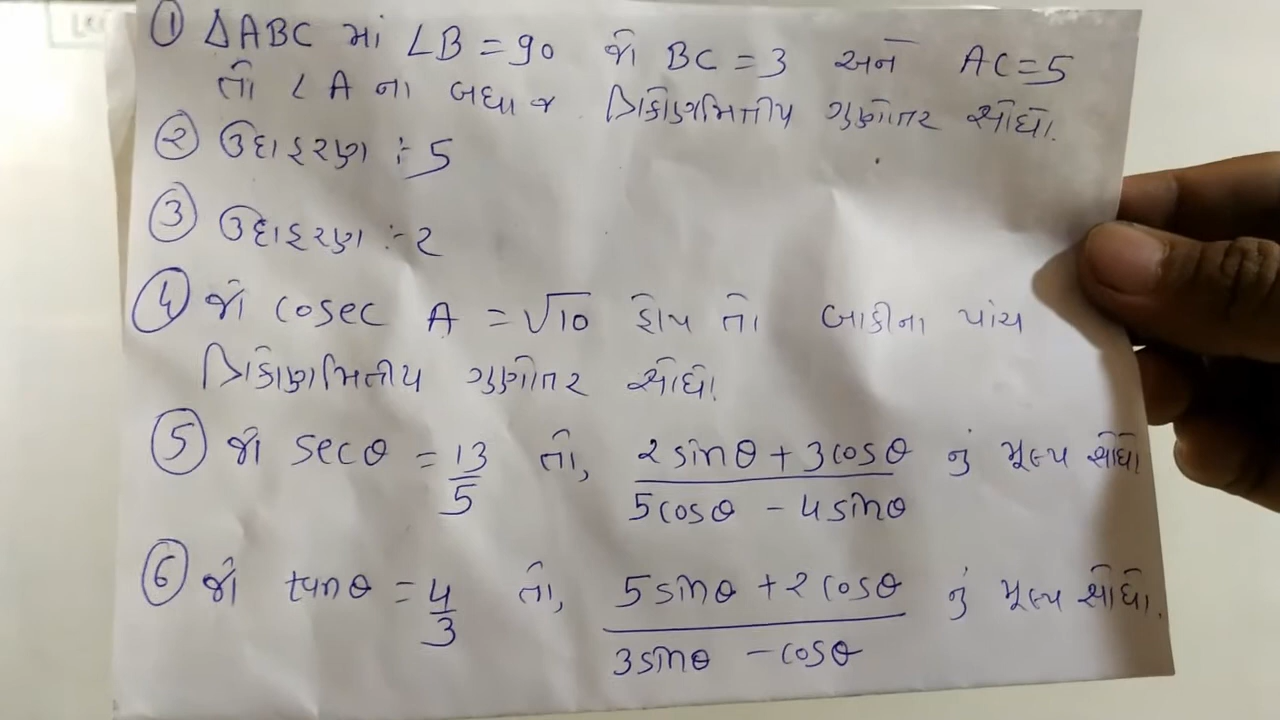 ① △ABC માં ∠B = 90 જો BC = 3 અને AC = 5
તો ∠A ના બધા જ ત્રિકોણમિતીય ગુણોતર સોધો.
② ઉદાહરણ :- 5
③ ઉદાહરણ :- ૨
④ જો cosec A = √10 હોય તો બાકીના પાંચ
ત્રિકોણમિતીય ગુણોતર સોધો.
⑤ જો secθ = 13/5 તો, (2sinθ + 3cosθ)/(5cosθ - 4sinθ) નું મૂલ્ય સોધો
⑥ જો tanθ = 4/3 તો, (5sinθ + 2cosθ)/(3sinθ - cosθ) નું મૂલ્ય સોધો.